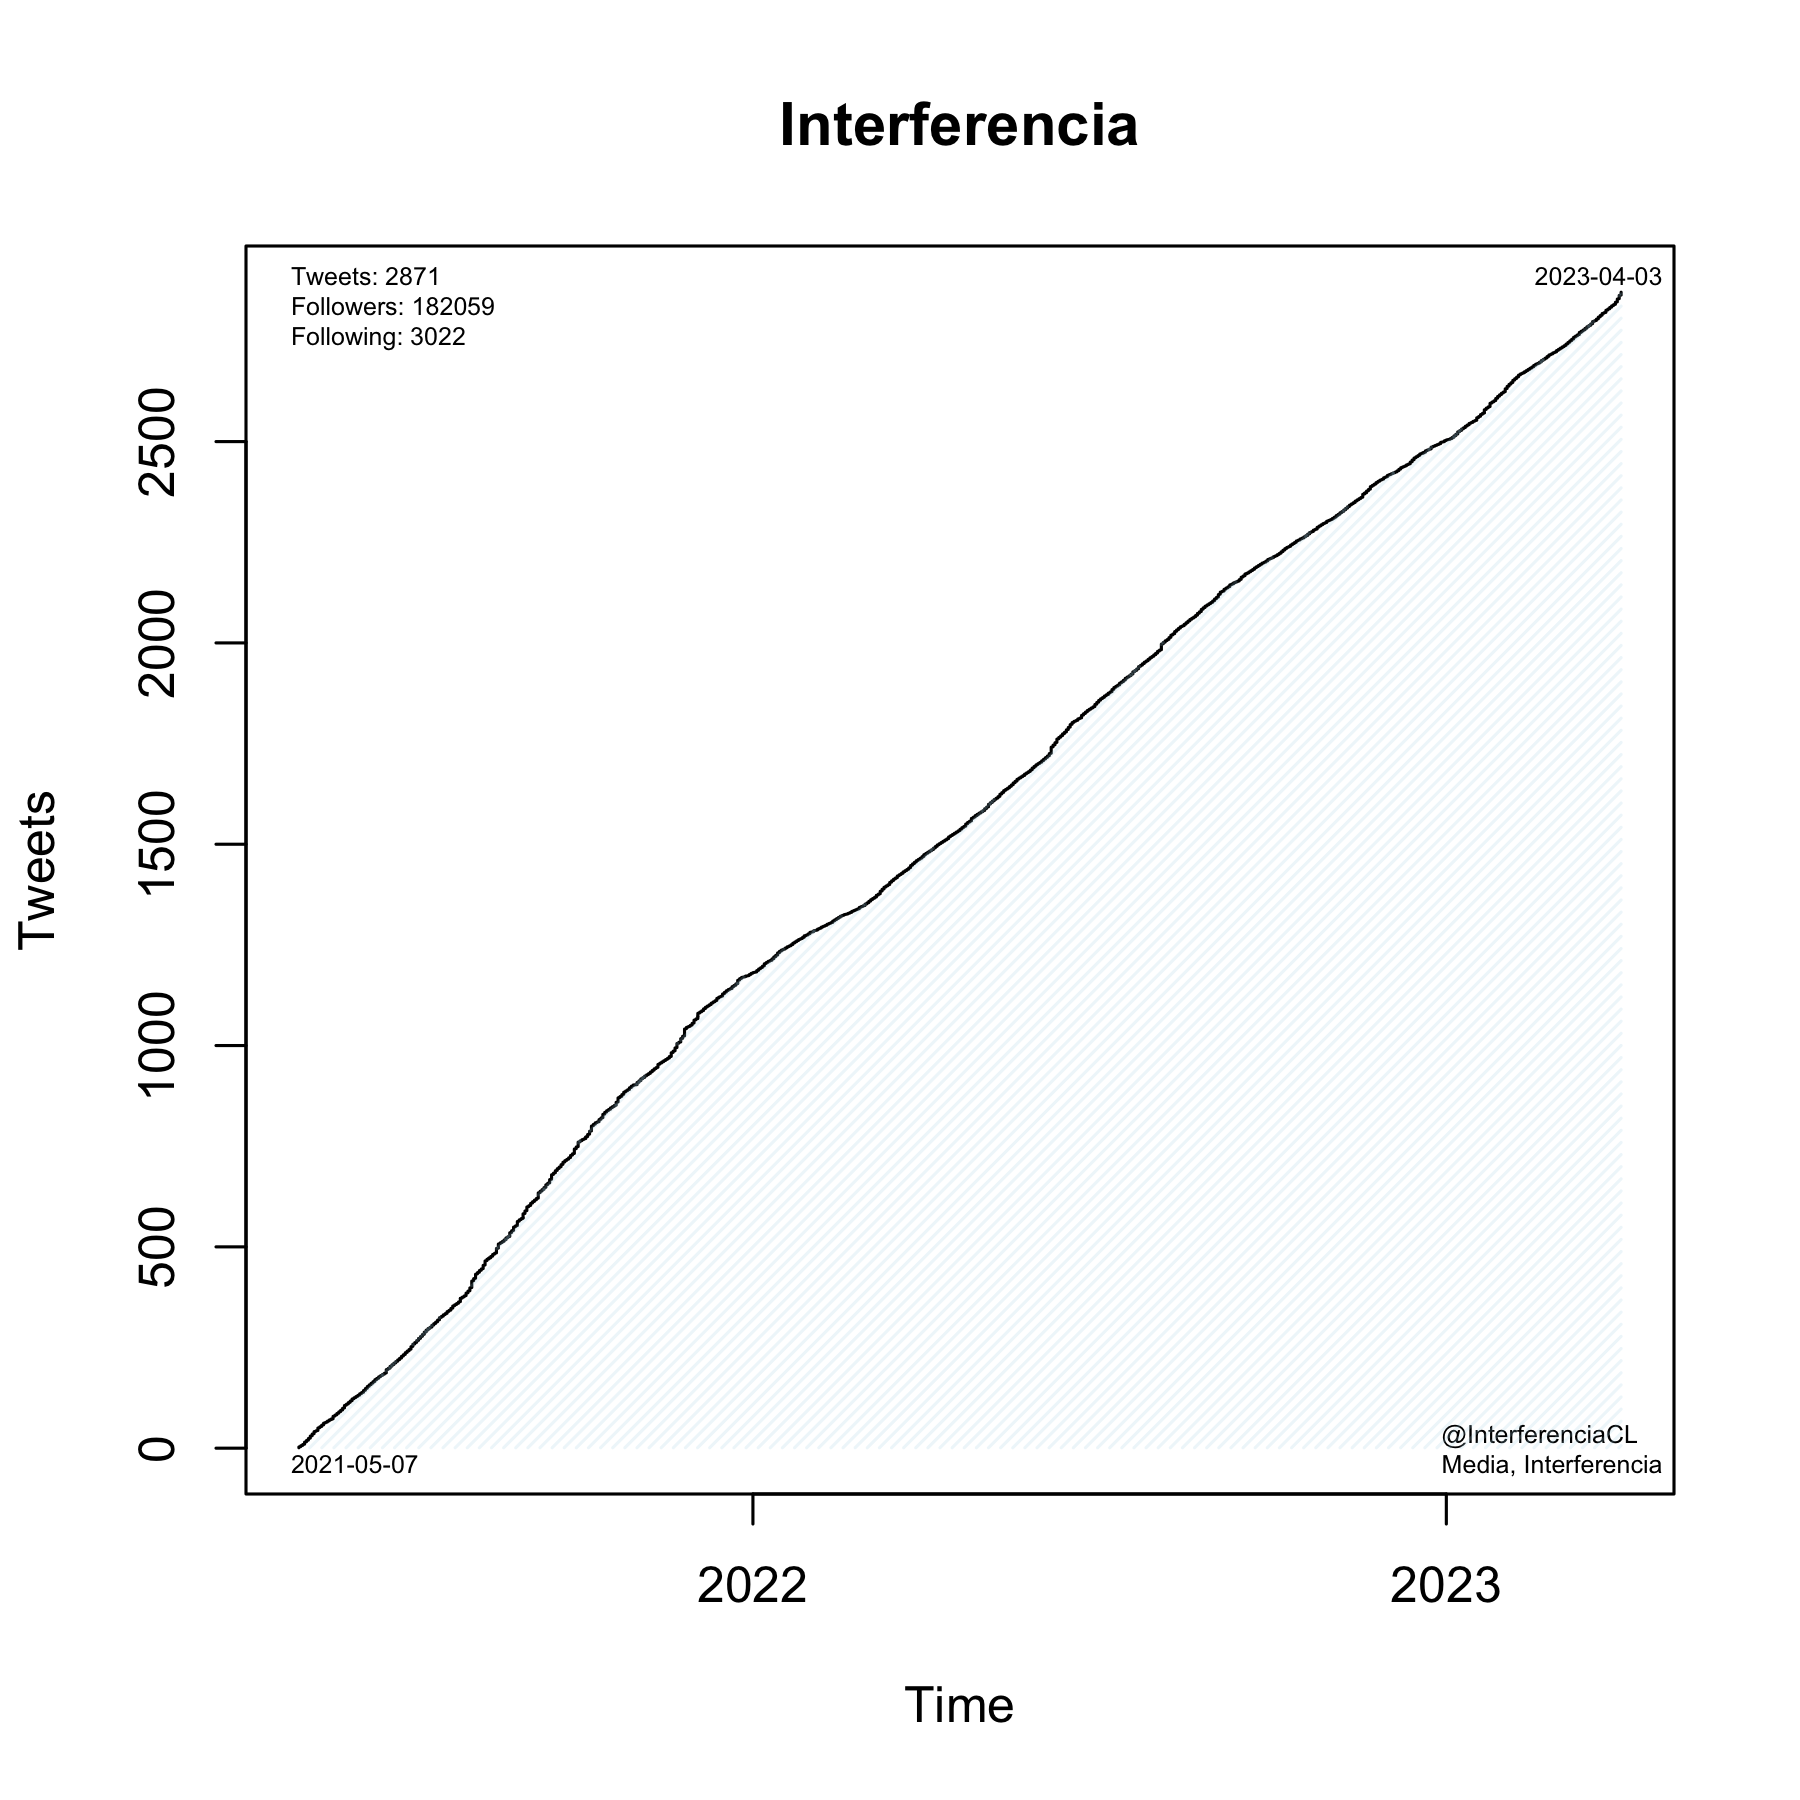 Interferencia
Tweets: 2871
Followers: 182059
Following: 3022
2023-04-03
2500
2000
1500
1000
500
0
Tweets
2021-05-07
@InterferenciaCL
Media, Interferencia
2022
2023
Time